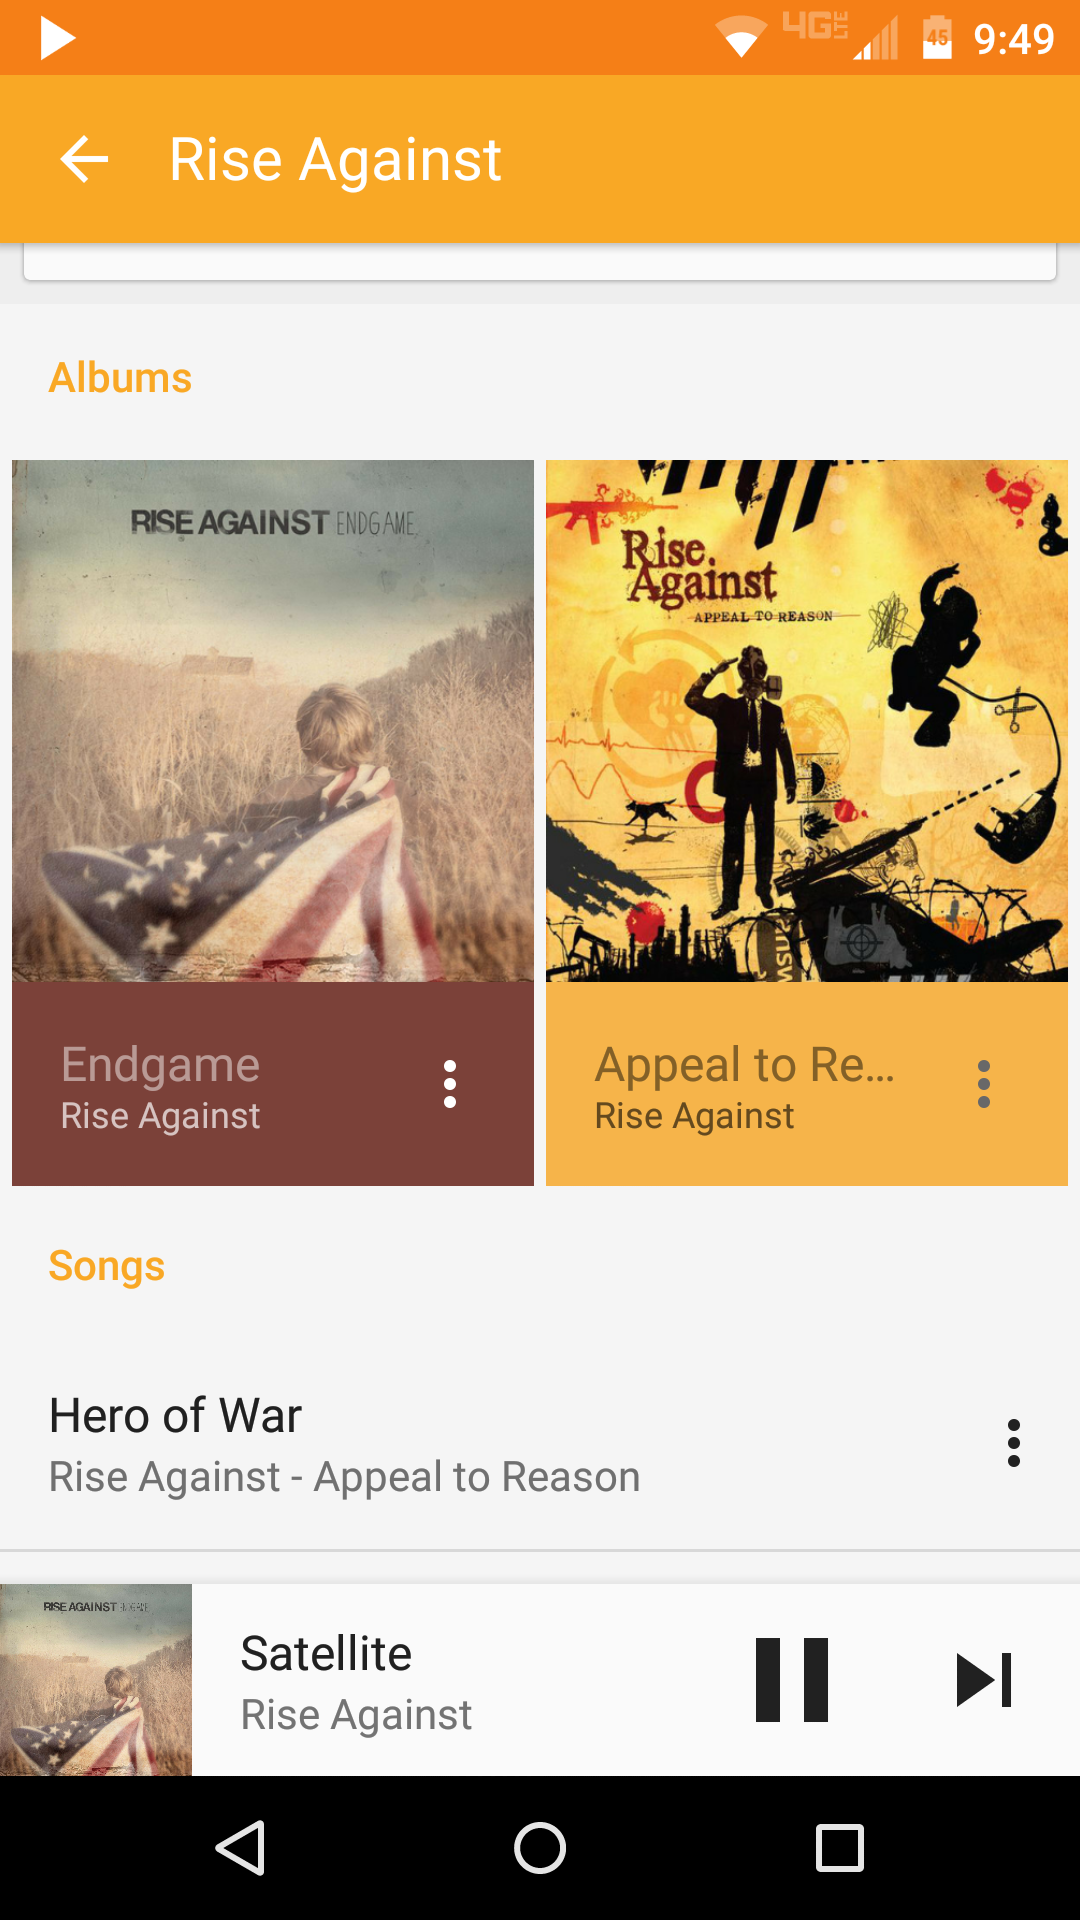 4G LTE 45 9:49
Rise Against
Albums
RISE AGAINST ENDGAME
Rise Against
APPEAL TO REASON
Endgame
Rise Against
Appeal to Re...
Rise Against
Songs
Hero of War
Rise Against - Appeal to Reason
RISE AGAINST ENDGAME
Satellite
Rise Against